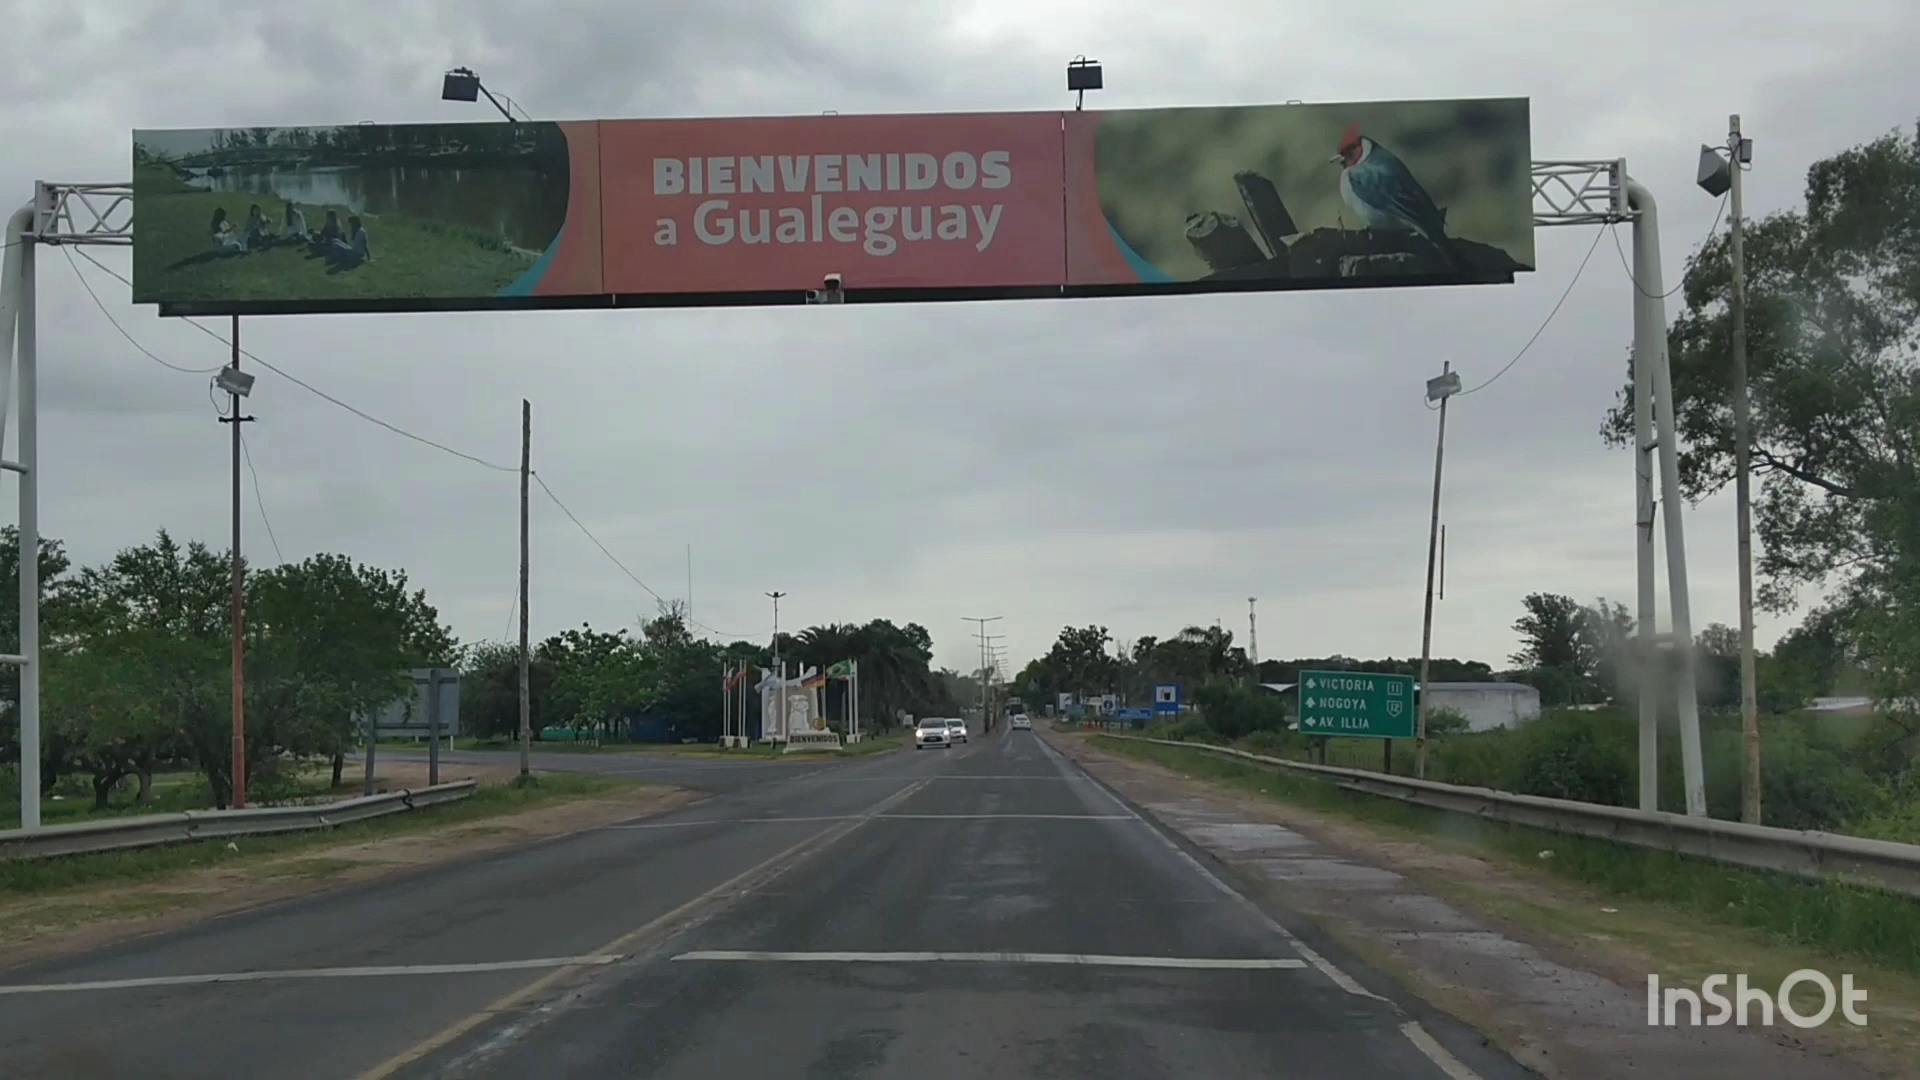 BIENVENIDOS
a Gualeguay
VICTORIA 11
NOGOYA 12
AV. ILLIA
BIENVENIDOS
InShOt